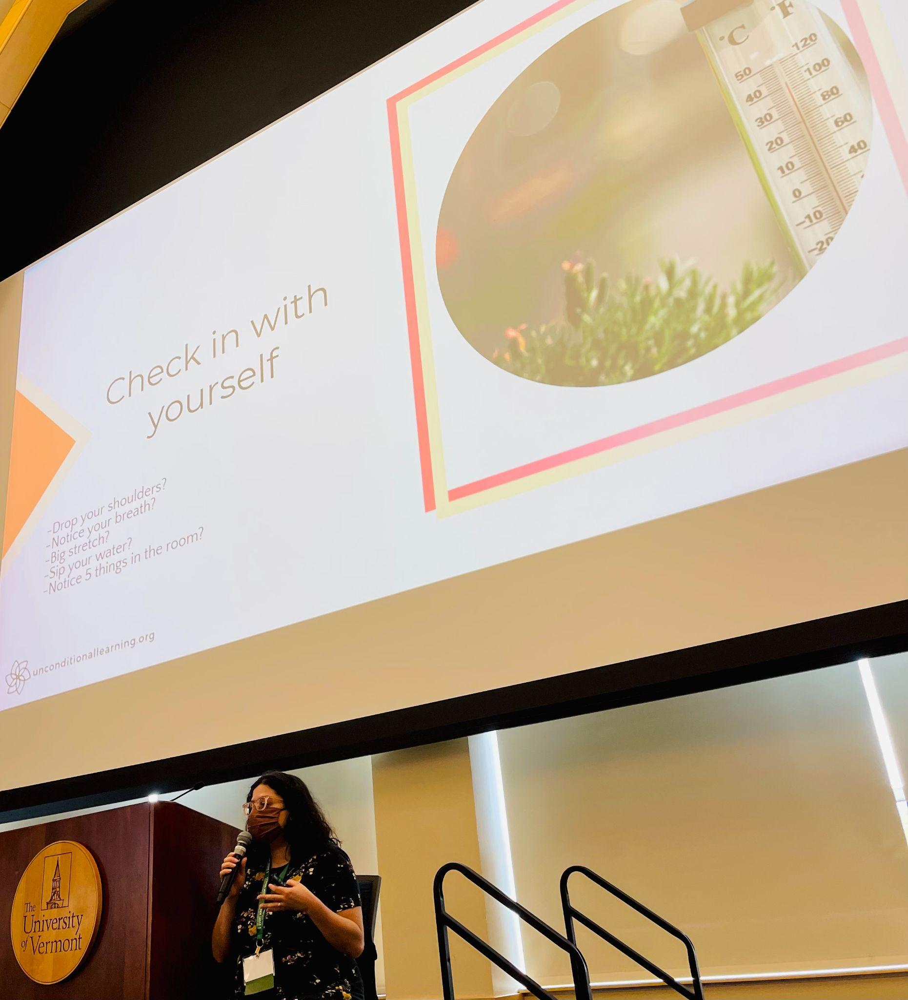 Check in with
yourself
-Drop your shoulders?
-Notice your breath?
-Big stretch?
-Sip your water?
-Notice 5 things in the room?
unconditionallearning.org
°C °F
120
50
100
40
80
30
60
20
40
10
0
-10
-20
The
University
of Vermont